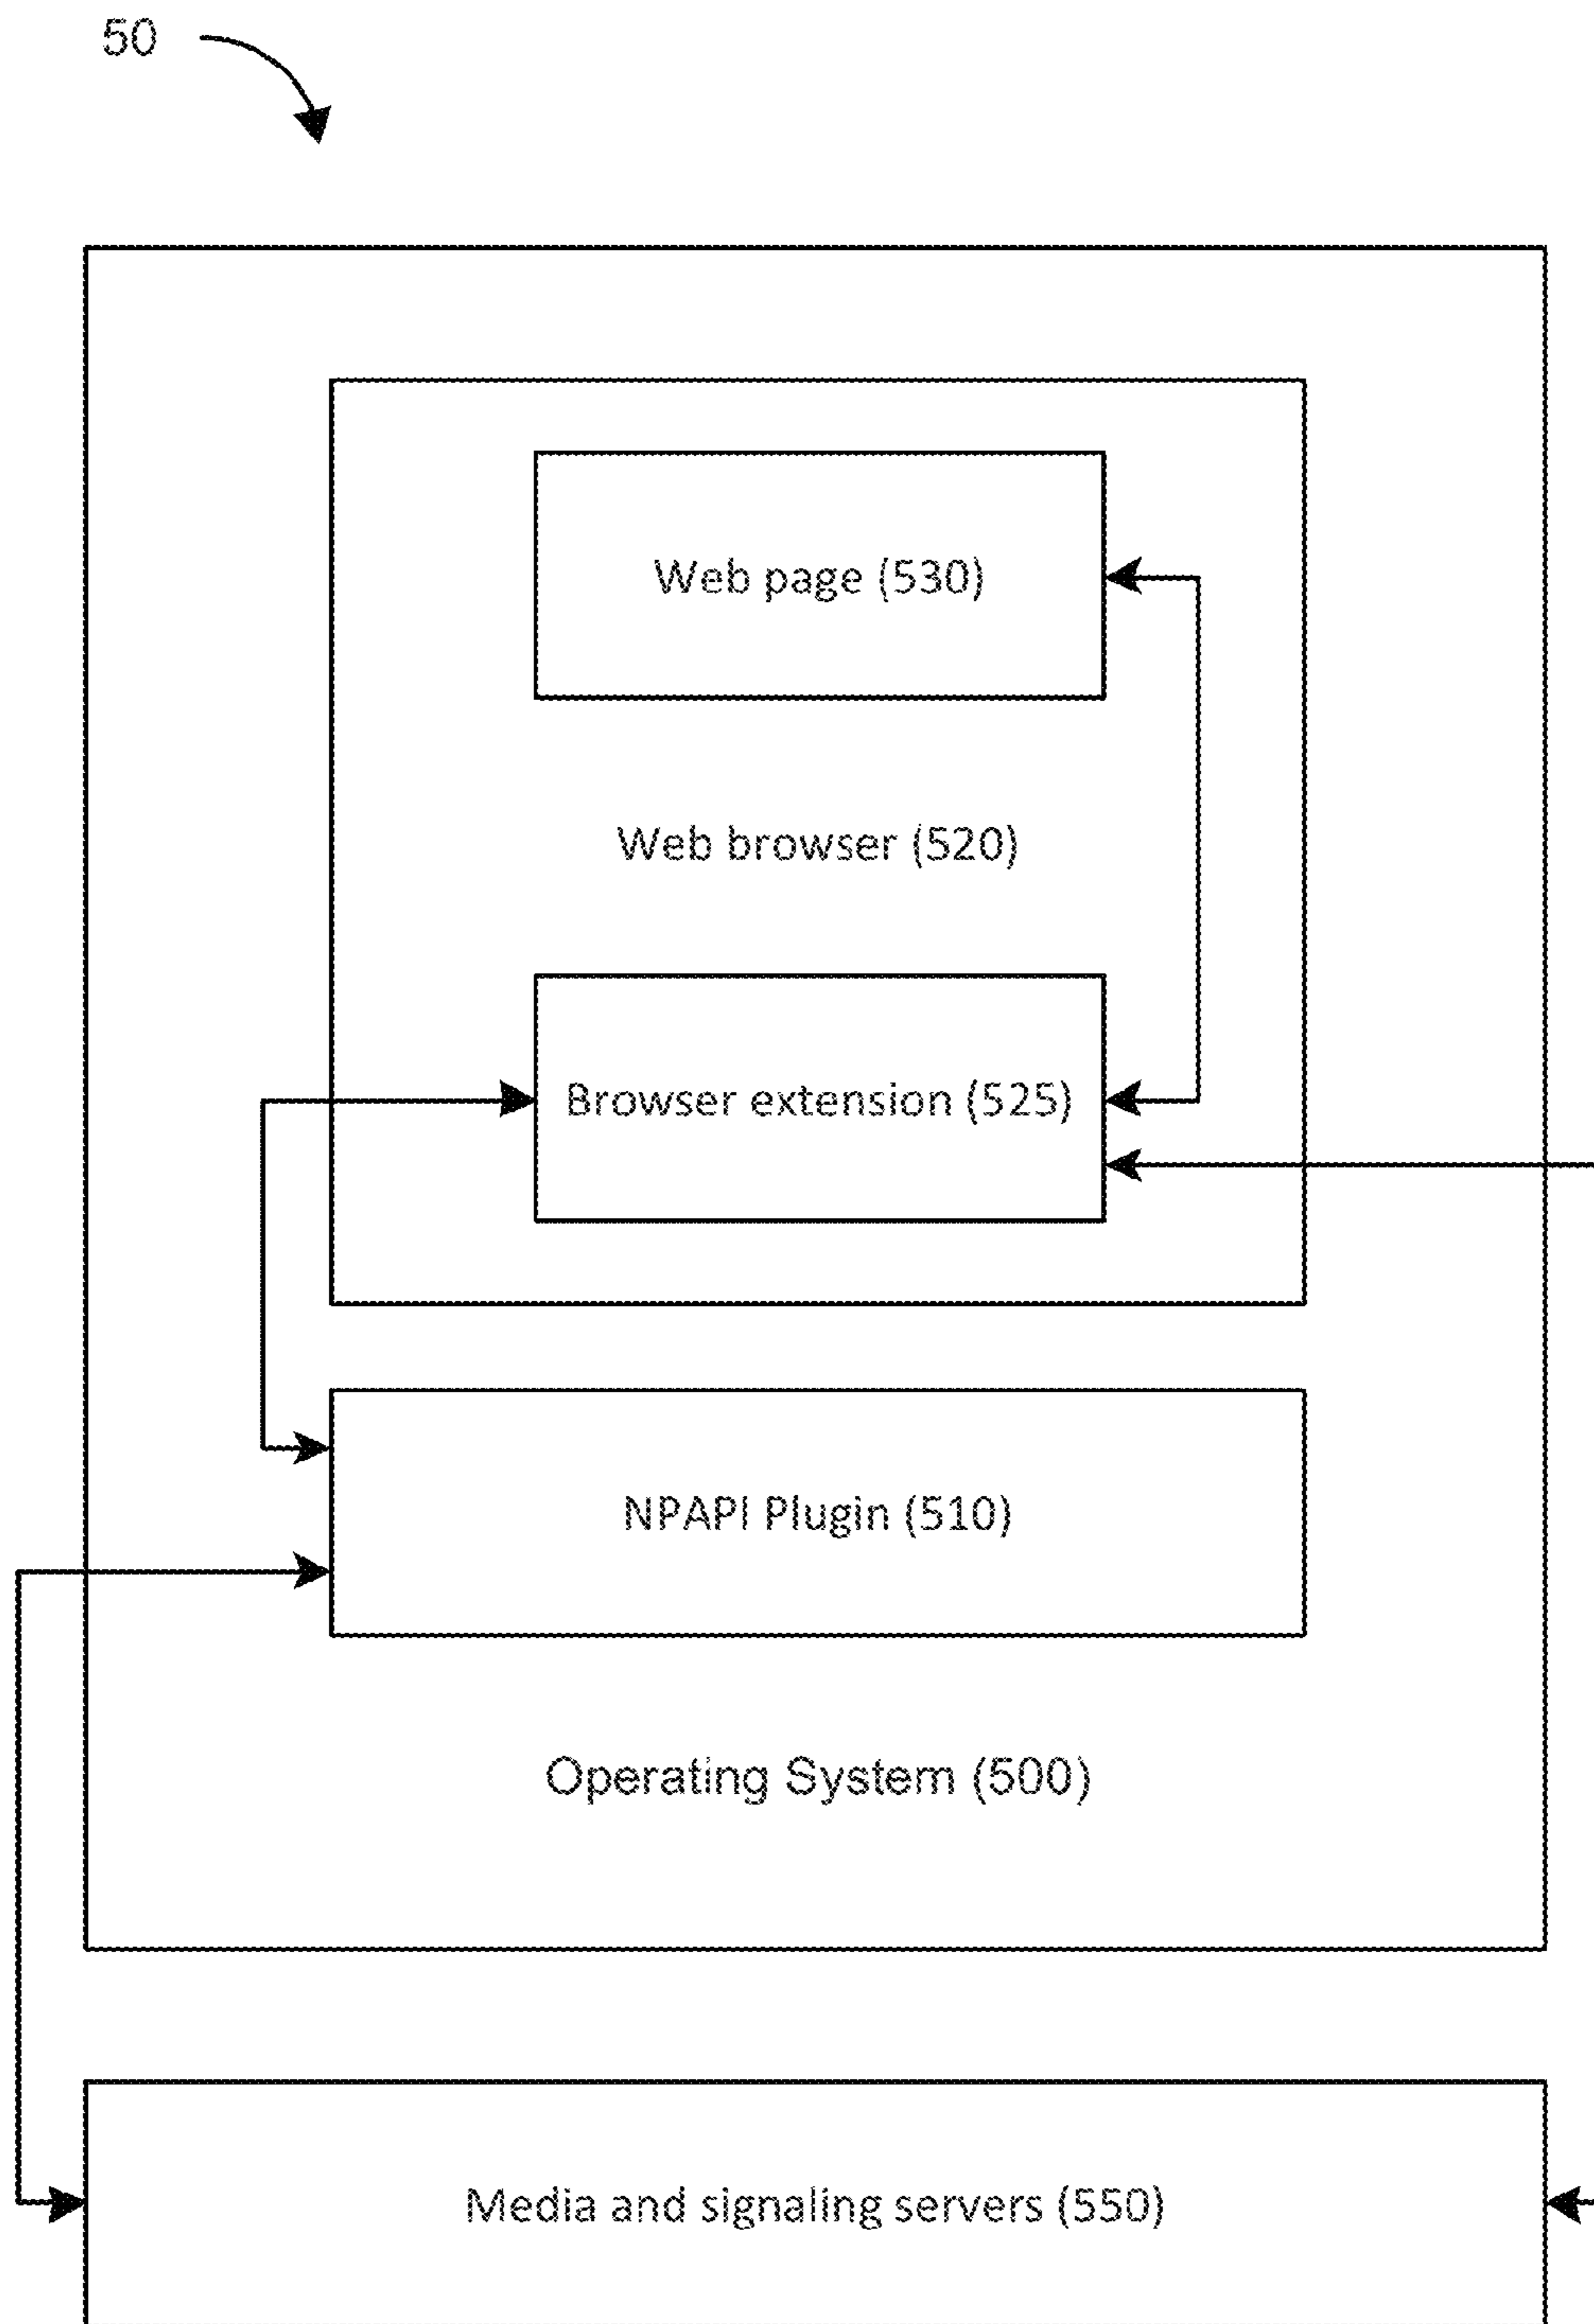 50
Web page (530)
Web browser (520)
Browser extension (525)
NPAPI Plugin (510)
Operating System (500)
Media and signaling servers (550)